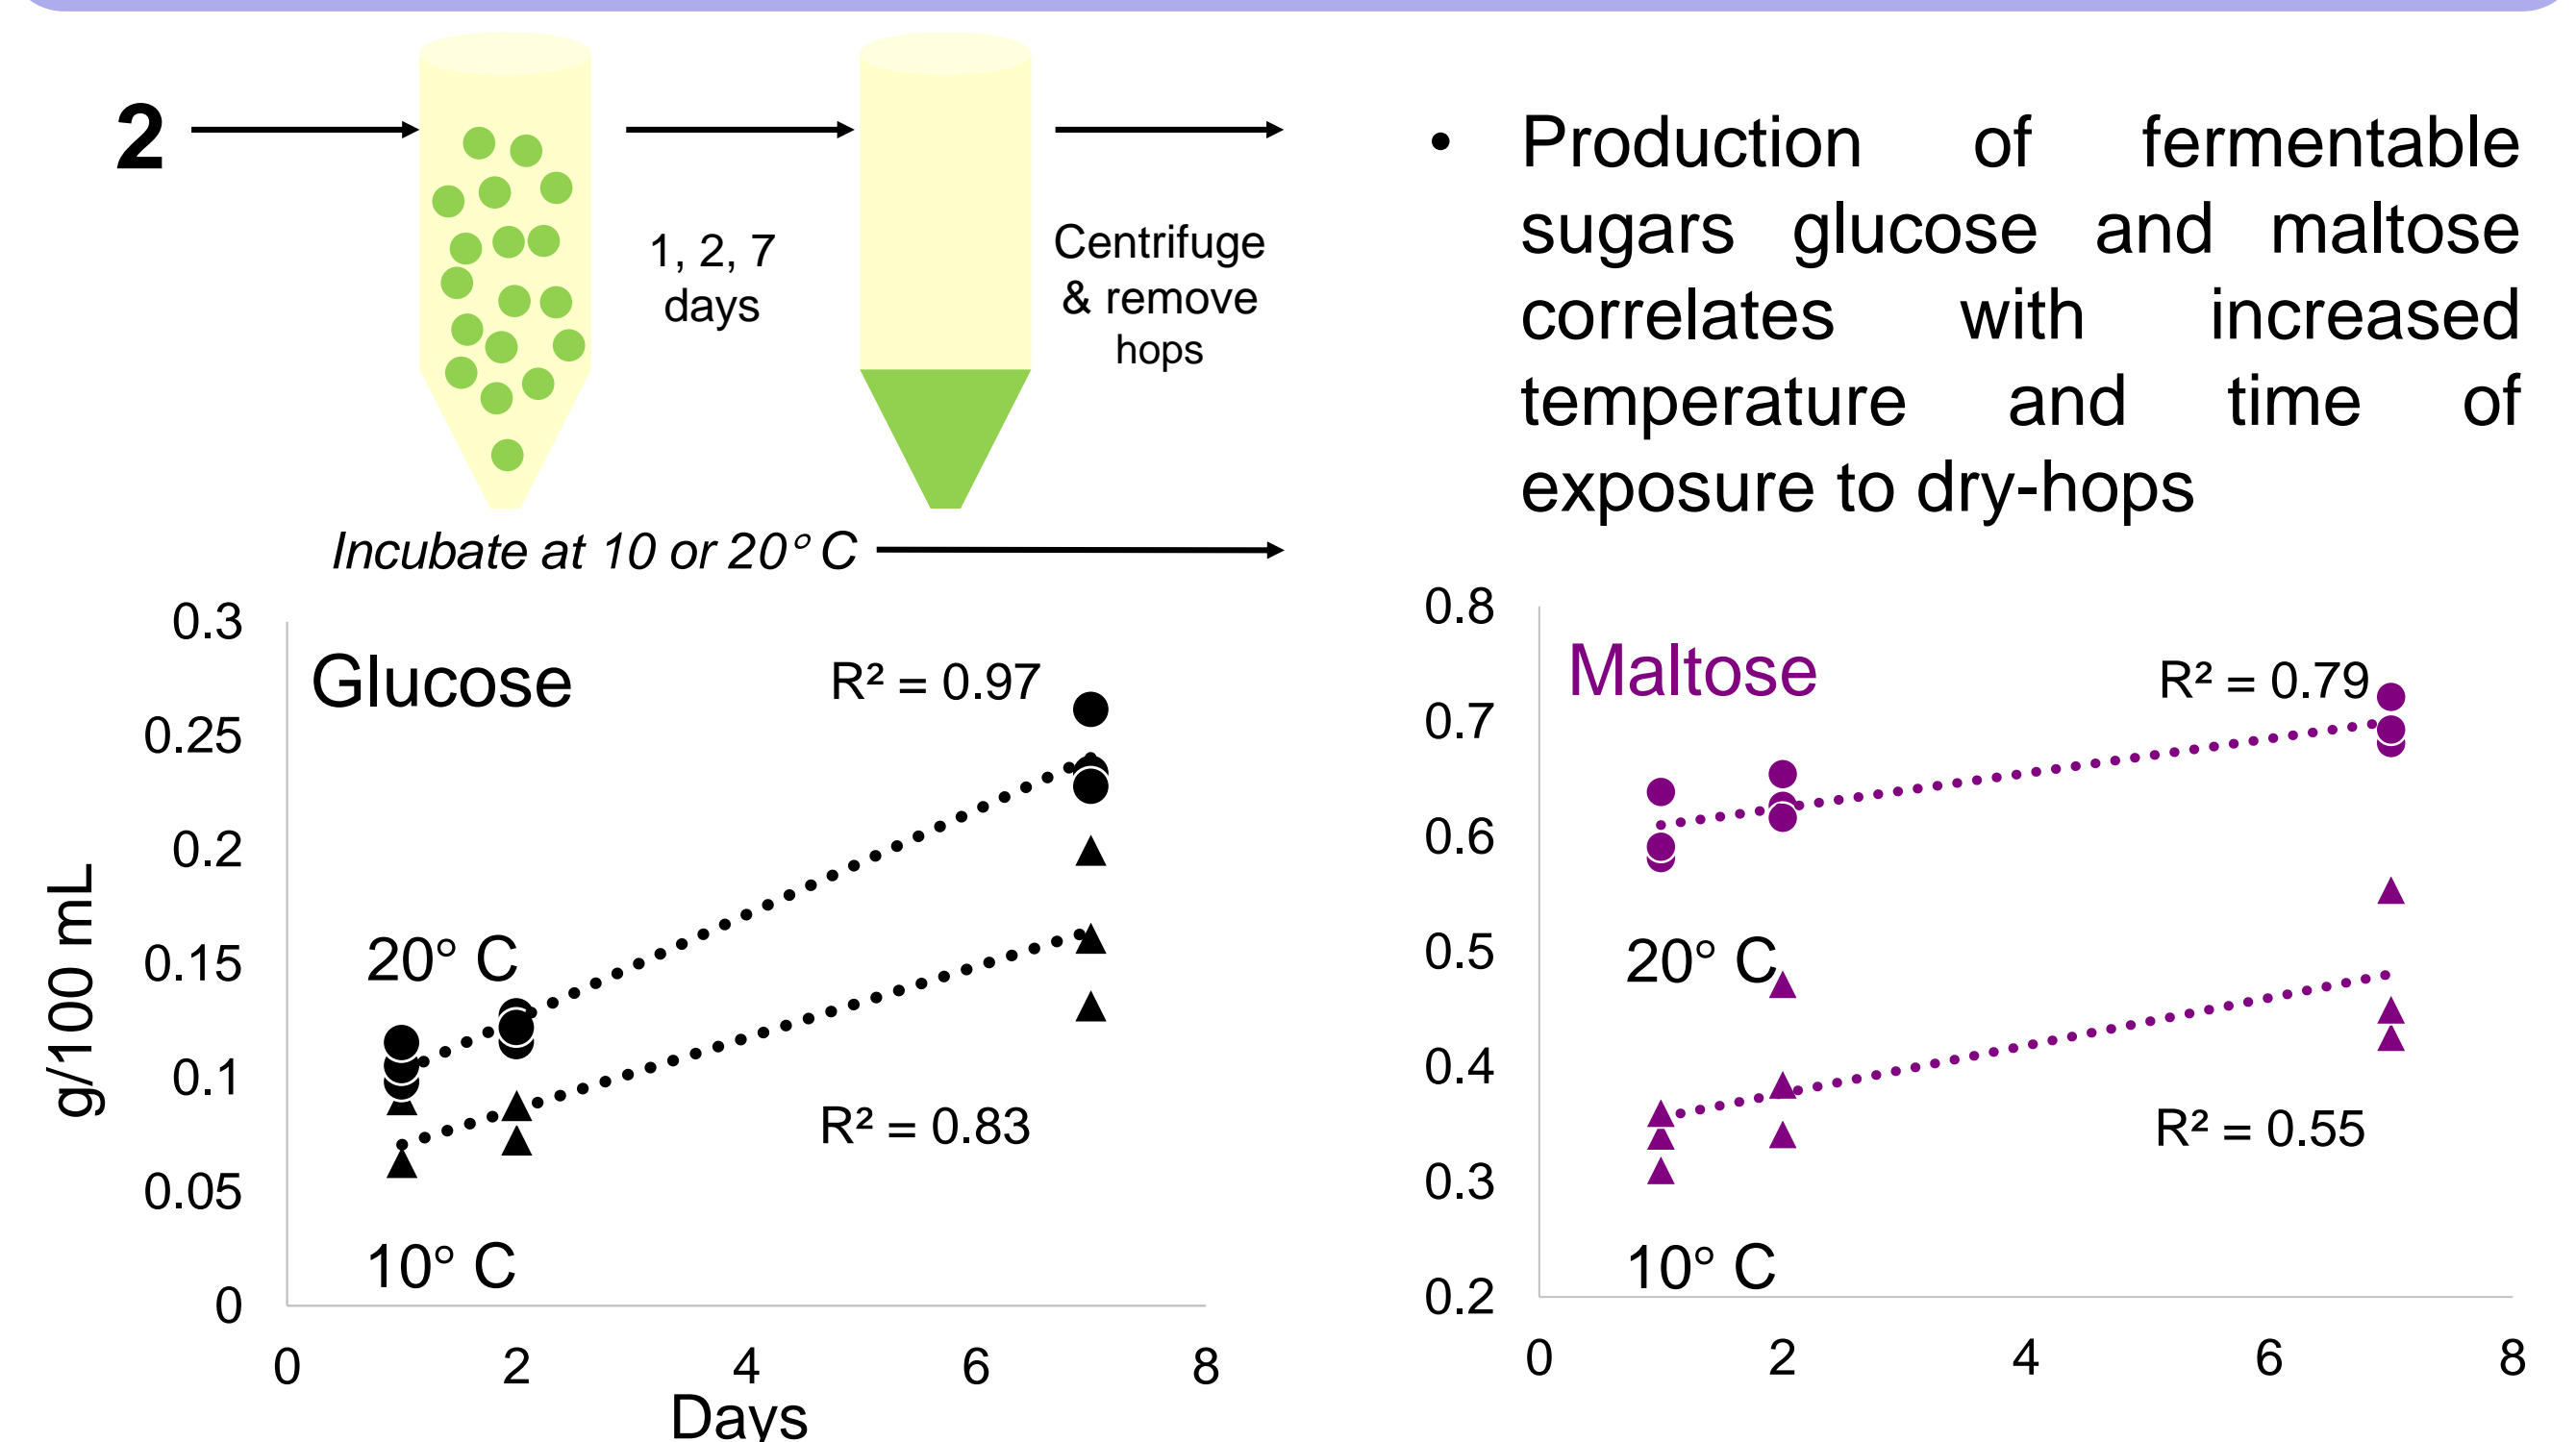 2
1, 2, 7
days
Centrifuge
& remove
hops
Incubate at 10 or 20° C
• Production of fermentable
sugars glucose and maltose
correlates with increased
temperature and time of
exposure to dry-hops
Glucose
R² = 0.97
20° C
R² = 0.83
10° C
g/100 mL
0.3
0.25
0.2
0.15
0.1
0.05
0
0 2 4 6 8
Days
Maltose
R² = 0.79
20° C
R² = 0.55
10° C
0.8
0.7
0.6
0.5
0.4
0.3
0.2
0 2 4 6 8